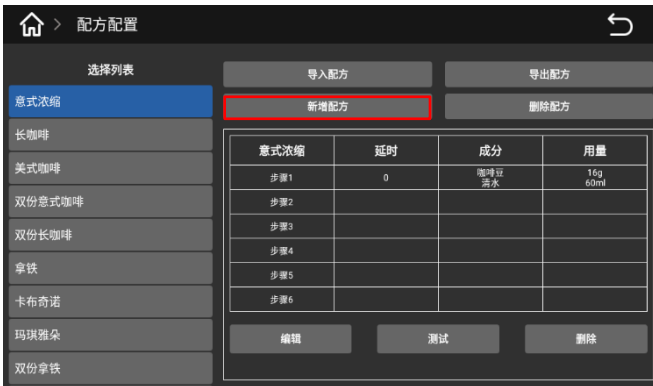 > 配方配置
选择列表
意式浓缩
长咖啡
美式咖啡
双份意式咖啡
双份长咖啡
拿铁
卡布奇诺
玛琪雅朵
双份拿铁
导入配方 导出配方
新增配方 删除配方
意式浓缩 延时 成分 用量
步骤1 0 咖啡豆 16g
清水 60ml
步骤2
步骤3
步骤4
步骤5
步骤6
编辑 测试 删除